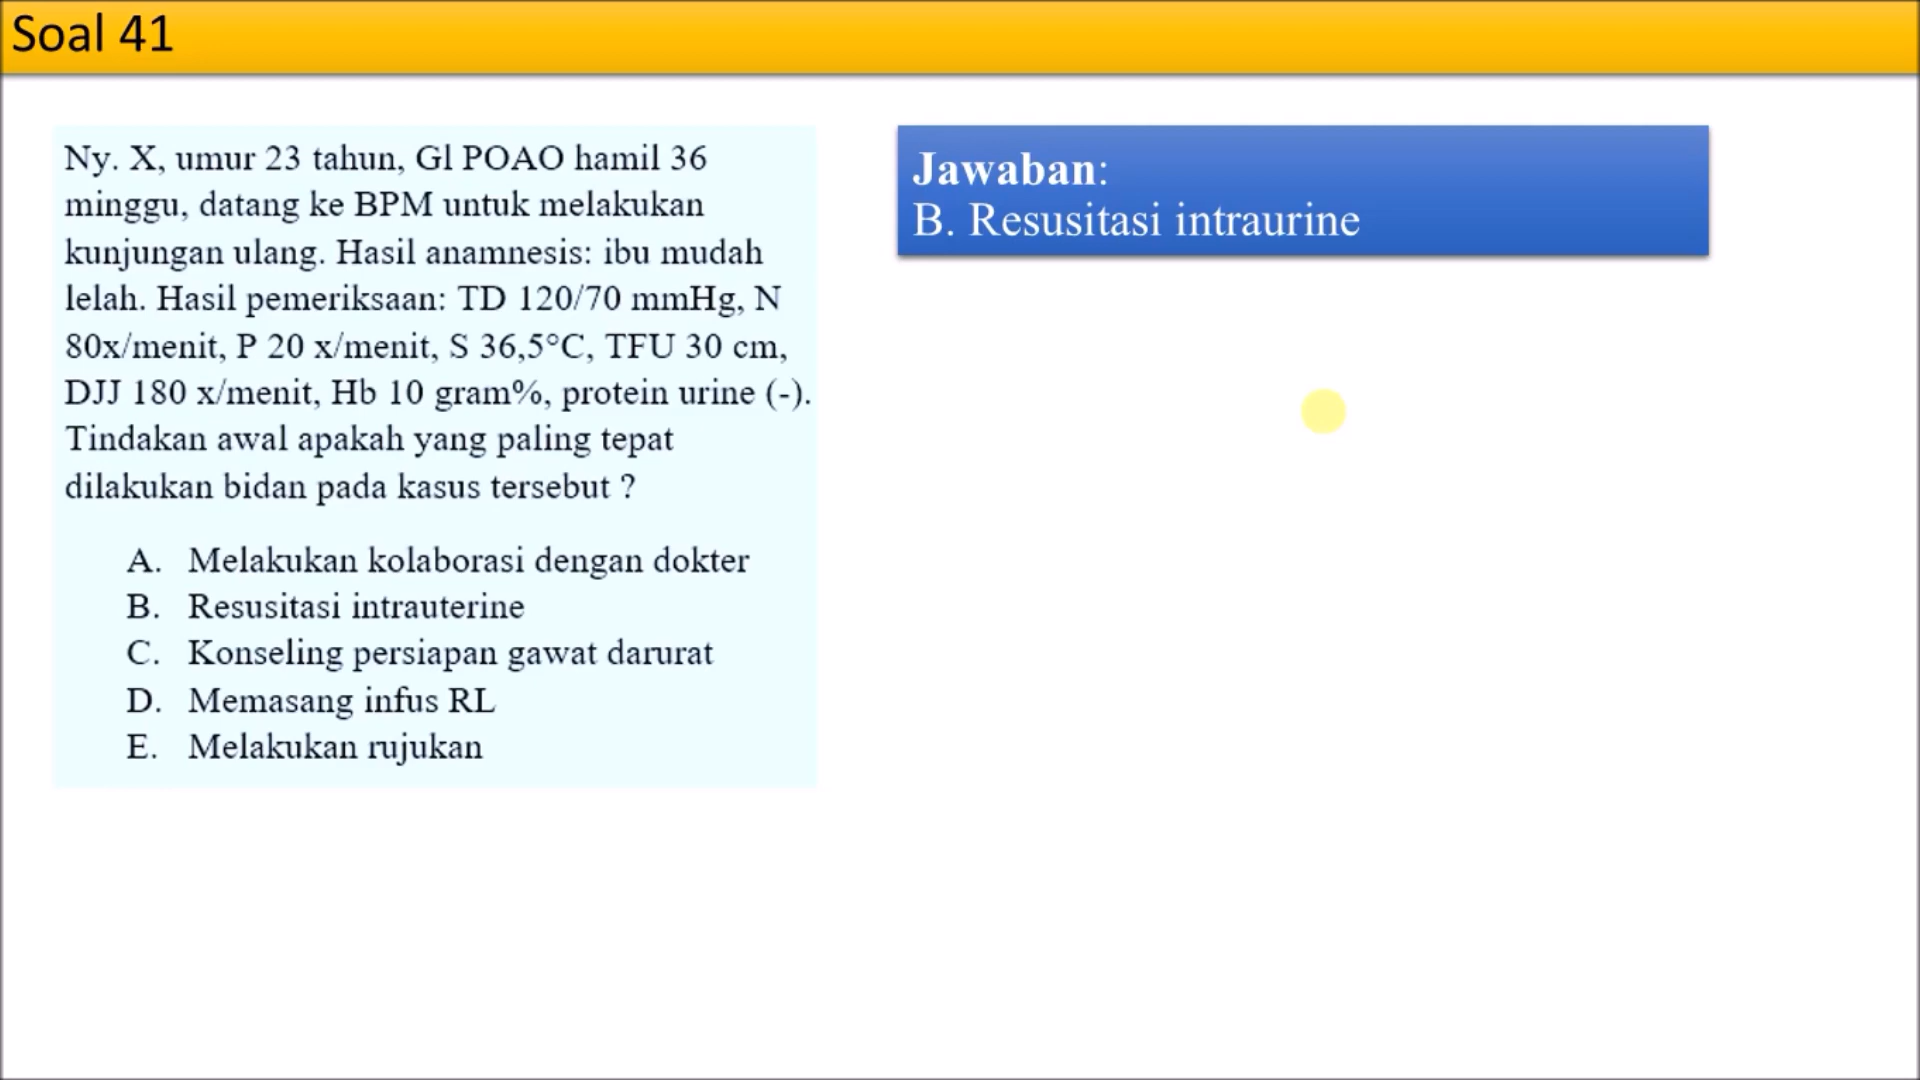 Soal 41
Ny. X, umur 23 tahun, Gl POAO hamil 36
minggu, datang ke BPM untuk melakukan
kunjungan ulang. Hasil anamnesis: ibu mudah
lelah. Hasil pemeriksaan: TD 120/70 mmHg, N
80x/menit, P 20 x/menit, S 36,5°C, TFU 30 cm,
DJJ 180 x/menit, Hb 10 gram%, protein urine (-).
Tindakan awal apakah yang paling tepat
dilakukan bidan pada kasus tersebut ?
A. Melakukan kolaborasi dengan dokter
B. Resusitasi intrauterine
C. Konseling persiapan gawat darurat
D. Memasang infus RL
E. Melakukan rujukan
Jawaban:
B. Resusitasi intraurine